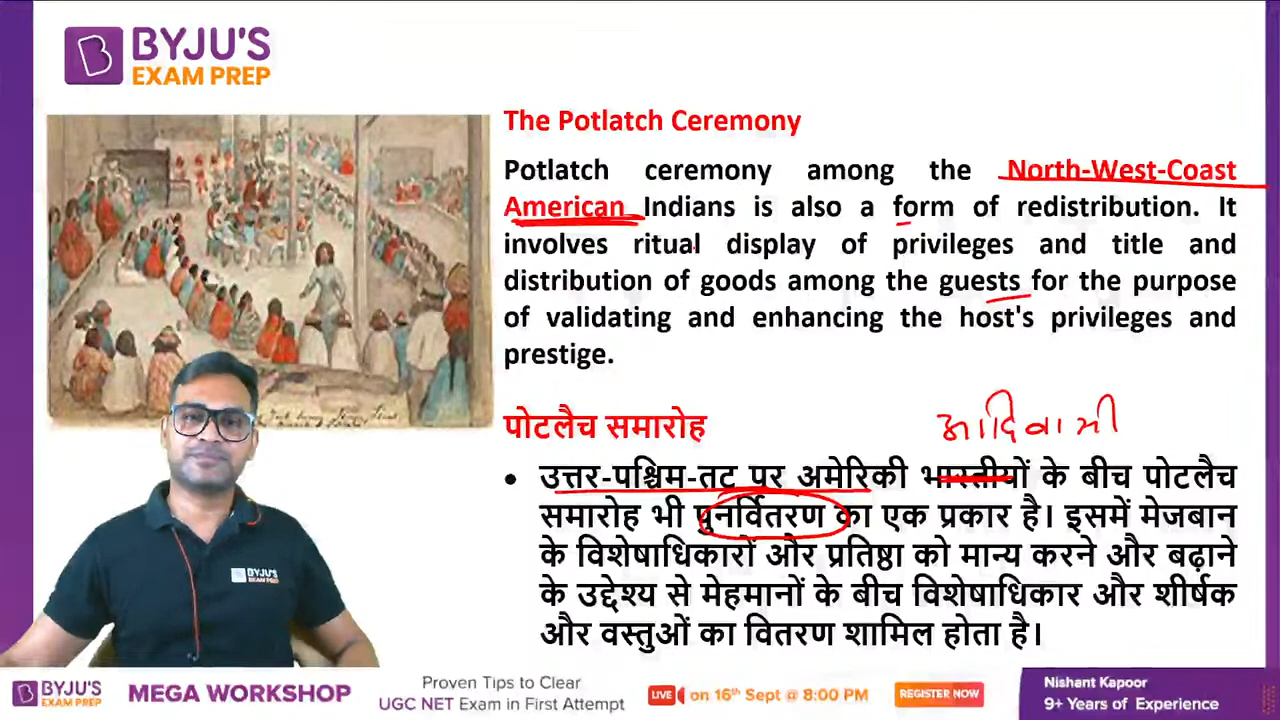 BYJU'S
EXAM PREP
The Potlatch Ceremony
Potlatch ceremony among the North-West-Coast
American Indians is also a form of redistribution. It
involves ritual display of privileges and title and
distribution of goods among the guests for the purpose
of validating and enhancing the host's privileges and
prestige.
पोटलैच समारोह
आदिवासी
• उत्तर-पश्चिम-तट पर अमेरिकी भारतीयों के बीच पोटलैच
समारोह भी पुनर्वितरण का एक प्रकार है। इसमें मेजबान
के विशेषाधिकारों और प्रतिष्ठा को मान्य करने और बढ़ाने
के उद्देश्य से मेहमानों के बीच विशेषाधिकार और शीर्षक
और वस्तुओं का वितरण शामिल होता है।
BYJU'S
EXAM PREP
BYJU'S
EXAM PREP
MEGA WORKSHOP
Proven Tips to Clear
UGC NET Exam in First Attempt
LIVE on 16th Sept @ 8:00 PM
REGISTER NOW
Nishant Kapoor
9+ Years of Experience